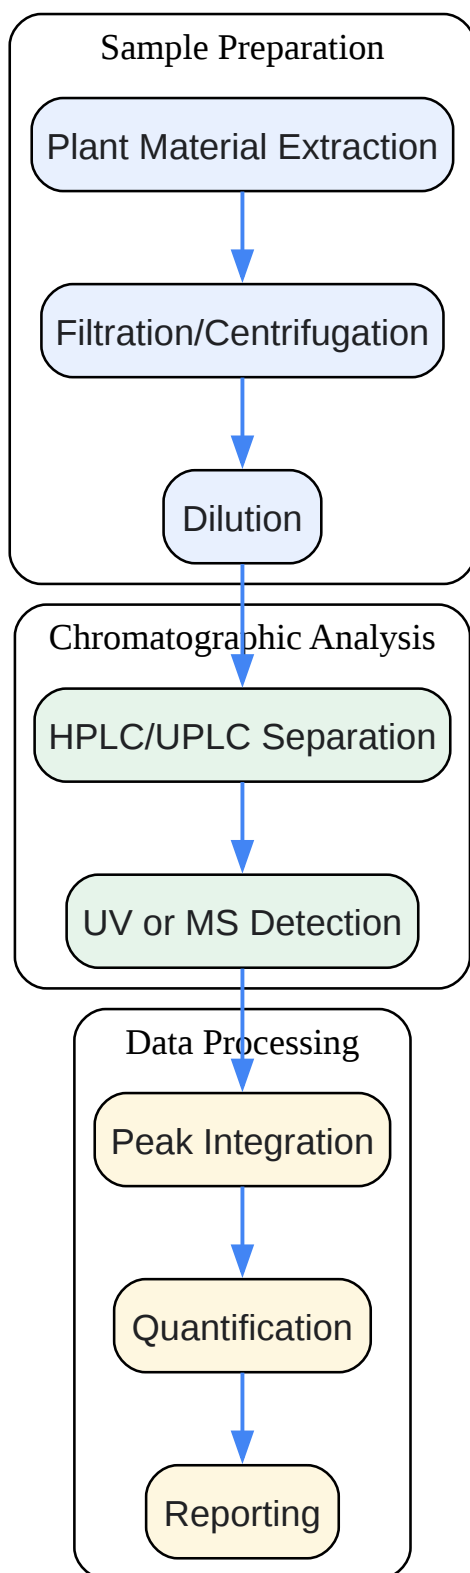 Sample Preparation
Plant Material Extraction
Filtration/Centrifugation
Dilution
Chromatographic Analysis
HPLC/UPLC Separation
UV or MS Detection
Data Processing
Peak Integration
Quantification
Reporting